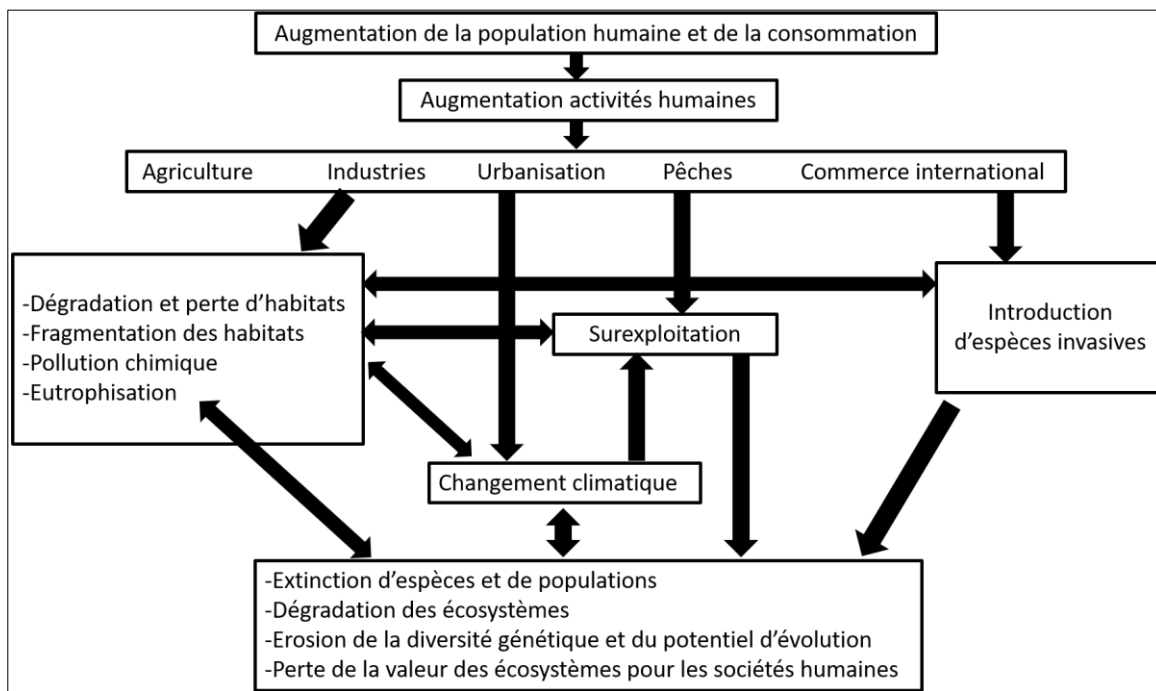 Augmentation de la population humaine et de la consommation
Augmentation activités humaines
Agriculture Industries Urbanisation Pêches Commerce international
-Dégradation et perte d’habitats
-Fragmentation des habitats
-Pollution chimique
-Eutrophisation
Surexploitation
Introduction
d’espèces invasives
Changement climatique
-Extinction d’espèces et de populations
-Dégradation des écosystèmes
-Erosion de la diversité génétique et du potentiel d’évolution
-Perte de la valeur des écosystèmes pour les sociétés humaines